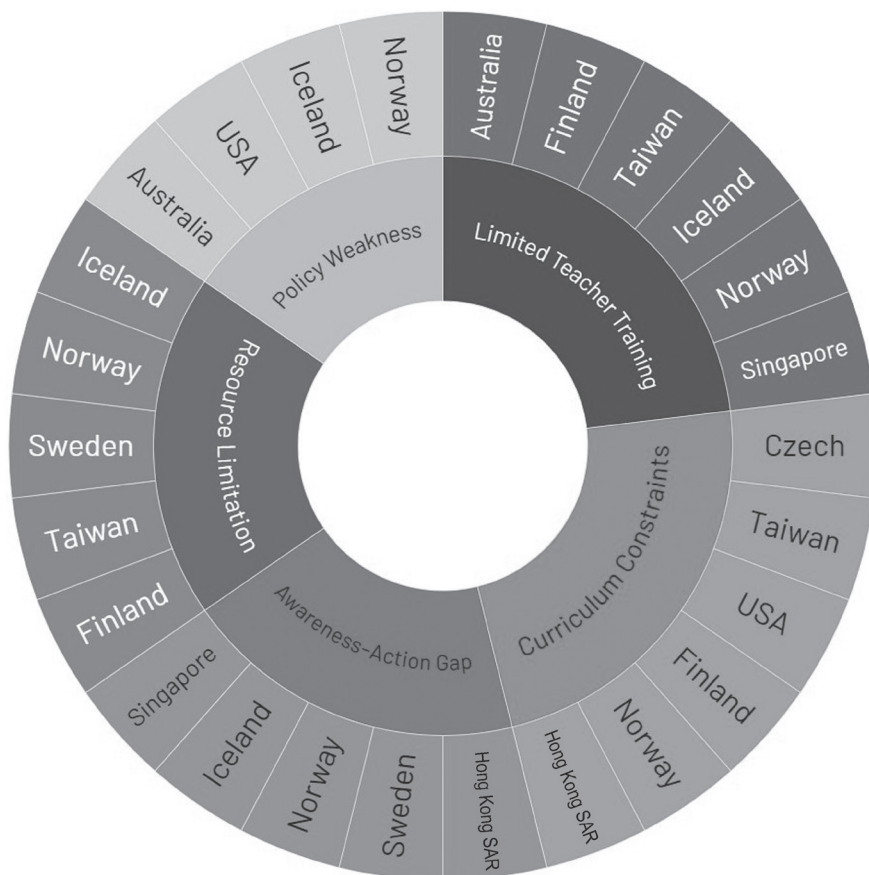 Limited Teacher Training
Australia
Finland
Taiwan
Iceland
Norway
Singapore
Curriculum Constraints
Czech
Taiwan
USA
Finland
Norway
Hong Kong SAR
Awareness–Action Gap
Hong Kong SAR
Sweden
Norway
Iceland
Singapore
Resource Limitation
Finland
Taiwan
Sweden
Norway
Iceland
Policy Weakness
Australia
USA
Iceland
Norway